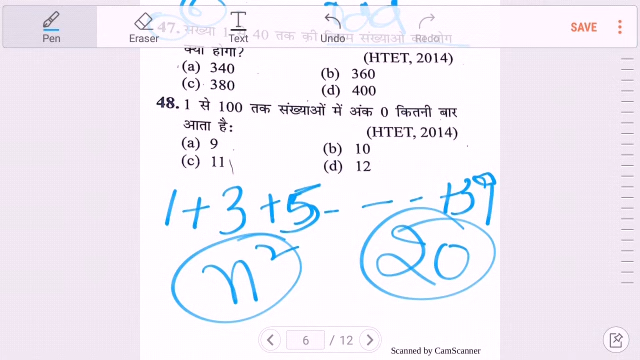 47. संख्या 1 40 तक की संख्याओं का योग
Pen Eraser Text Undo Redo SAVE
क्या होगा? (HTET, 2014)
(a) 340 (b) 360
(c) 380 (d) 400
48. 1 से 100 तक संख्याओं में अंक 0 कितनी बार
आता है: (HTET, 2014)
(a) 9 (b) 10
(c) 11 (d) 12
1+3+5- - - - +39
n² 20
6 / 12
Scanned by CamScanner